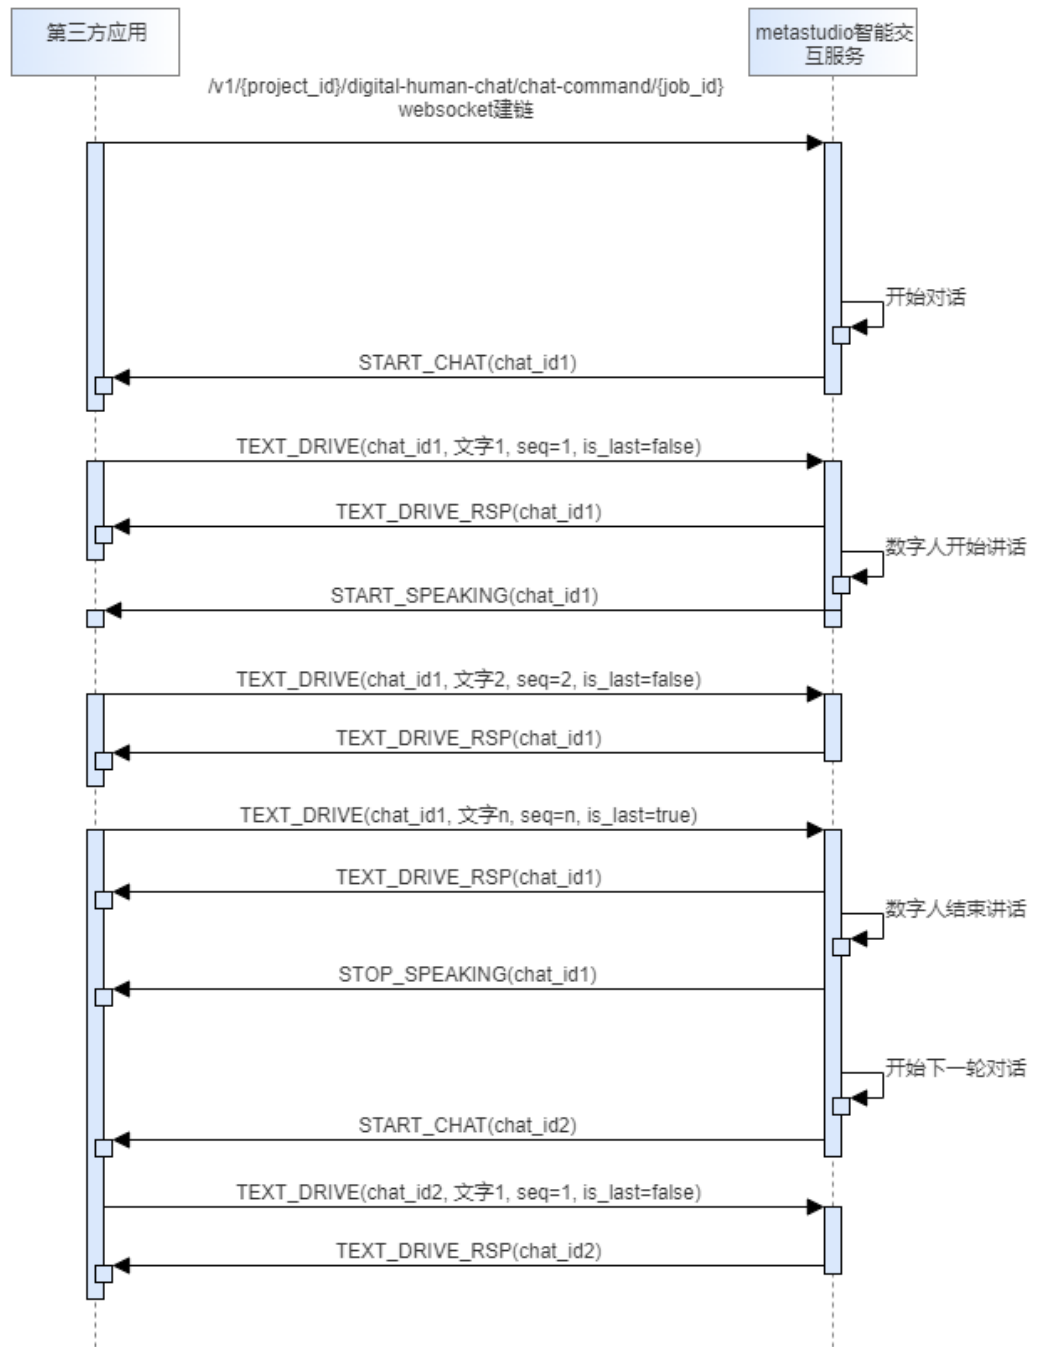 第三方应用
metastudio智能交
互服务
/v1/{project_id}/digital-human-chat/chat-command/{job_id}
websocket建链
开始对话
START_CHAT(chat_id1)
TEXT_DRIVE(chat_id1, 文字1, seq=1, is_last=false)
TEXT_DRIVE_RSP(chat_id1)
数字人开始讲话
START_SPEAKING(chat_id1)
TEXT_DRIVE(chat_id1, 文字2, seq=2, is_last=false)
TEXT_DRIVE_RSP(chat_id1)
TEXT_DRIVE(chat_id1, 文字n, seq=n, is_last=true)
TEXT_DRIVE_RSP(chat_id1)
数字人结束讲话
STOP_SPEAKING(chat_id1)
开始下一轮对话
START_CHAT(chat_id2)
TEXT_DRIVE(chat_id2, 文字1, seq=1, is_last=false)
TEXT_DRIVE_RSP(chat_id2)